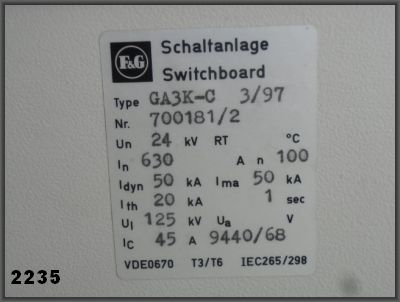 F&G
Schaltanlage
Switchboard
Type GA3K-C 3/97
Nr. 700181/2
Un 24 kV RT °C
In 630 A n 100
Idyn 50 kA Ima 50 kA
Ith 20 kA 1 sec
Ul 125 kV Ua V
IC 45 A 9440/68
VDE0670 T3/T6 IEC265/298
2235